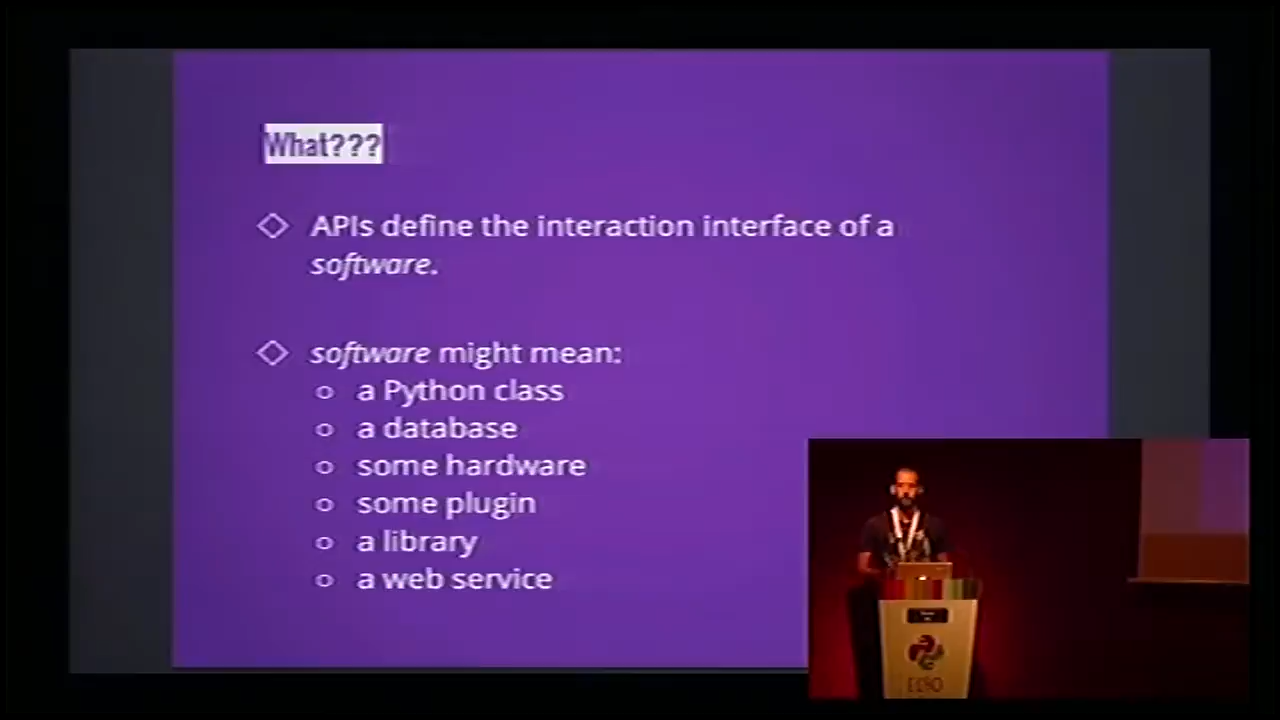 What???
APIs define the interaction interface of a
software.
software might mean:
a Python class
a database
some hardware
some plugin
a library
a web service